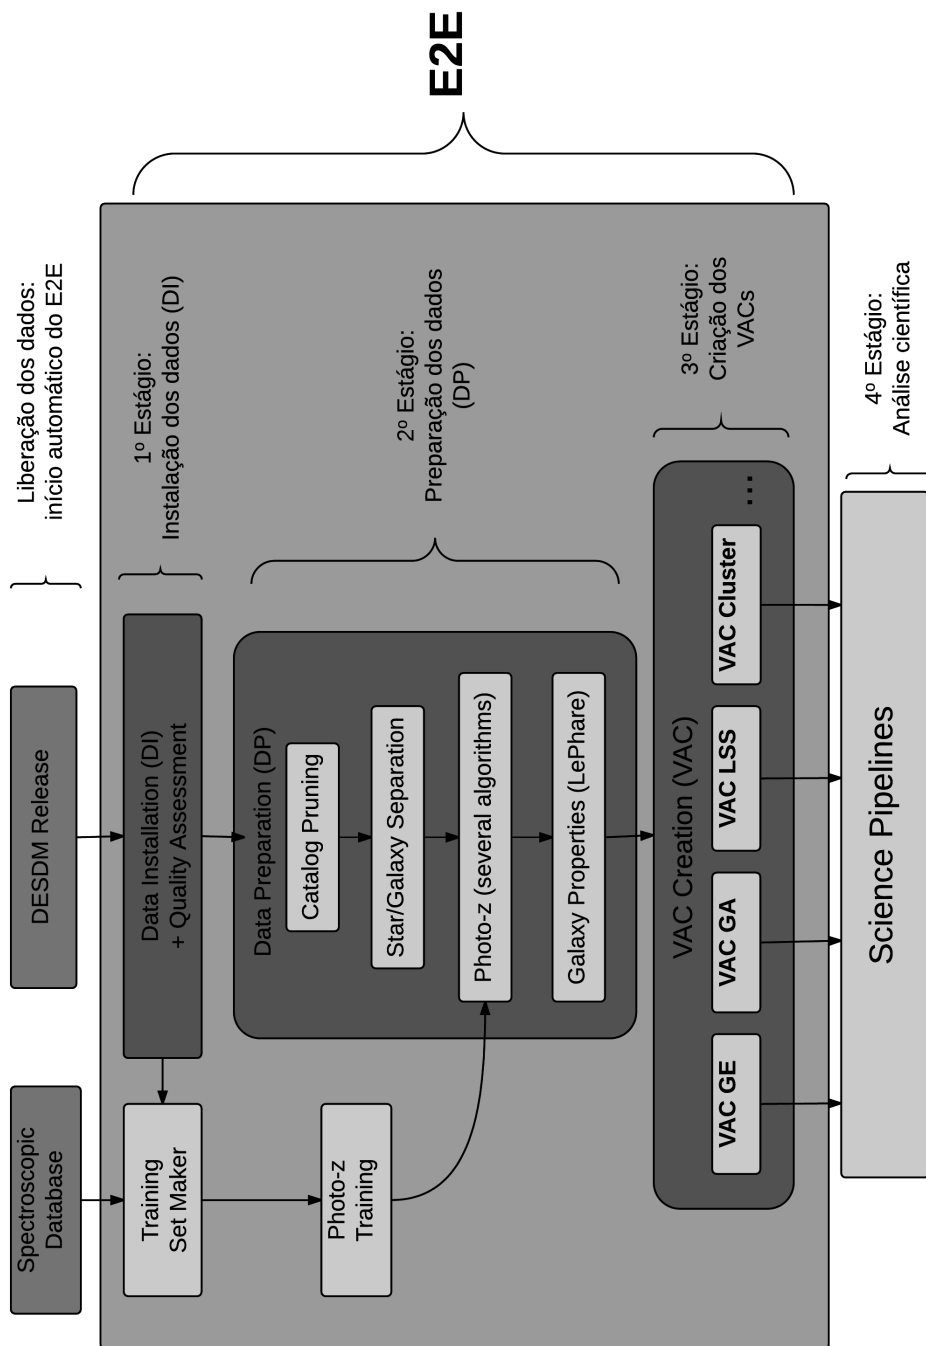 Spectroscopic
Database
DESDM Release
Liberação dos dados:
início automático do E2E
Training
Set Maker
Data Installation (DI)
+ Quality Assessment
1º Estágio:
Instalação dos dados (DI)
Photo-z
Training
Data Preparation (DP)
Catalog Pruning
Star/Galaxy Separation
Photo-z (several algorithms)
Galaxy Properties (LePhare)
2º Estágio:
Preparação dos dados
(DP)
E2E
VAC Creation (VAC)
VAC GE
VAC GA
VAC LSS
VAC Cluster
...
3º Estágio:
Criação dos
VACs
Science Pipelines
4º Estágio:
Análise científica